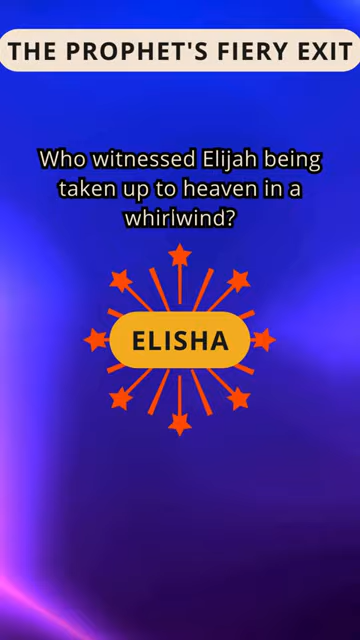 THE PROPHET'S FIERY EXIT
Who witnessed Elijah being
taken up to heaven in a
whirlwind?
ELISHA